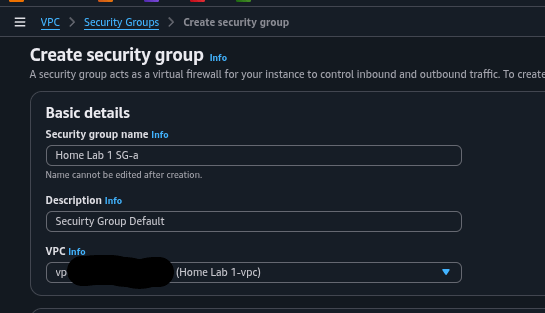 VPC > Security Groups > Create security group
Create security group Info
A security group acts as a virtual firewall for your instance to control inbound and outbound traffic. To create
Basic details
Security group name Info
Home Lab 1 SG-a
Name cannot be edited after creation.
Description Info
Secuirty Group Default
VPC Info
vp (Home Lab 1-vpc)